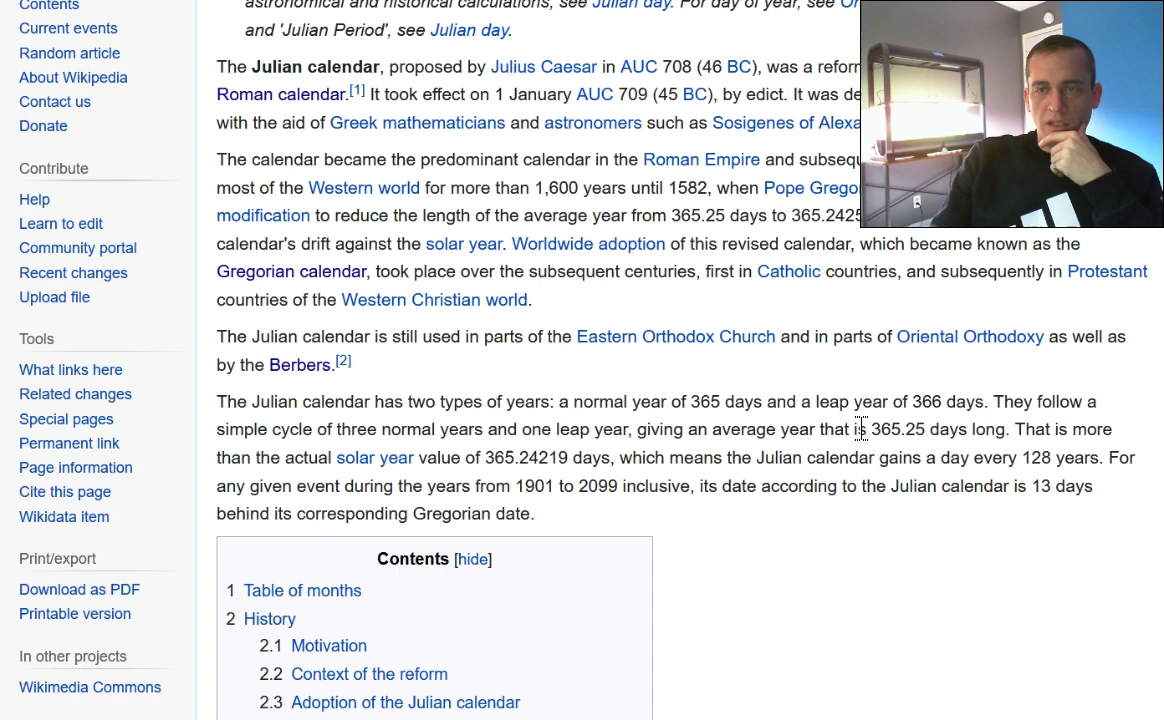 Contents
Current events
Random article
About Wikipedia
Contact us
Donate
Contribute
Help
Learn to edit
Community portal
Recent changes
Upload file
Tools
What links here
Related changes
Special pages
Permanent link
Page information
Cite this page
Wikidata item
Print/export
Download as PDF
Printable version
In other projects
Wikimedia Commons
astronomical and historical calculations, see Julian day. For day of year, see
and 'Julian Period', see Julian day.
The Julian calendar, proposed by Julius Caesar in AUC 708 (46 BC), was a
Roman calendar.[1] It took effect on 1 January AUC 709 (45 BC), by edict. It was
with the aid of Greek mathematicians and astronomers such as Sosigenes of
The calendar became the predominant calendar in the Roman Empire and
most of the Western world for more than 1,600 years until 1582, when Pope
modification to reduce the length of the average year from 365.25 days to 365.2425
calendar's drift against the solar year. Worldwide adoption of this revised calendar, which became known as the
Gregorian calendar, took place over the subsequent centuries, first in Catholic countries, and subsequently in Protestant
countries of the Western Christian world.
The Julian calendar is still used in parts of the Eastern Orthodox Church and in parts of Oriental Orthodoxy as well as
by the Berbers.[2]
The Julian calendar has two types of years: a normal year of 365 days and a leap year of 366 days. They follow a
simple cycle of three normal years and one leap year, giving an average year that is 365.25 days long. That is more
than the actual solar year value of 365.24219 days, which means the Julian calendar gains a day every 128 years. For
any given event during the years from 1901 to 2099 inclusive, its date according to the Julian calendar is 13 days
behind its corresponding Gregorian date.
Contents [hide]
1 Table of months
2 History
2.1 Motivation
2.2 Context of the reform
2.3 Adoption of the Julian calendar